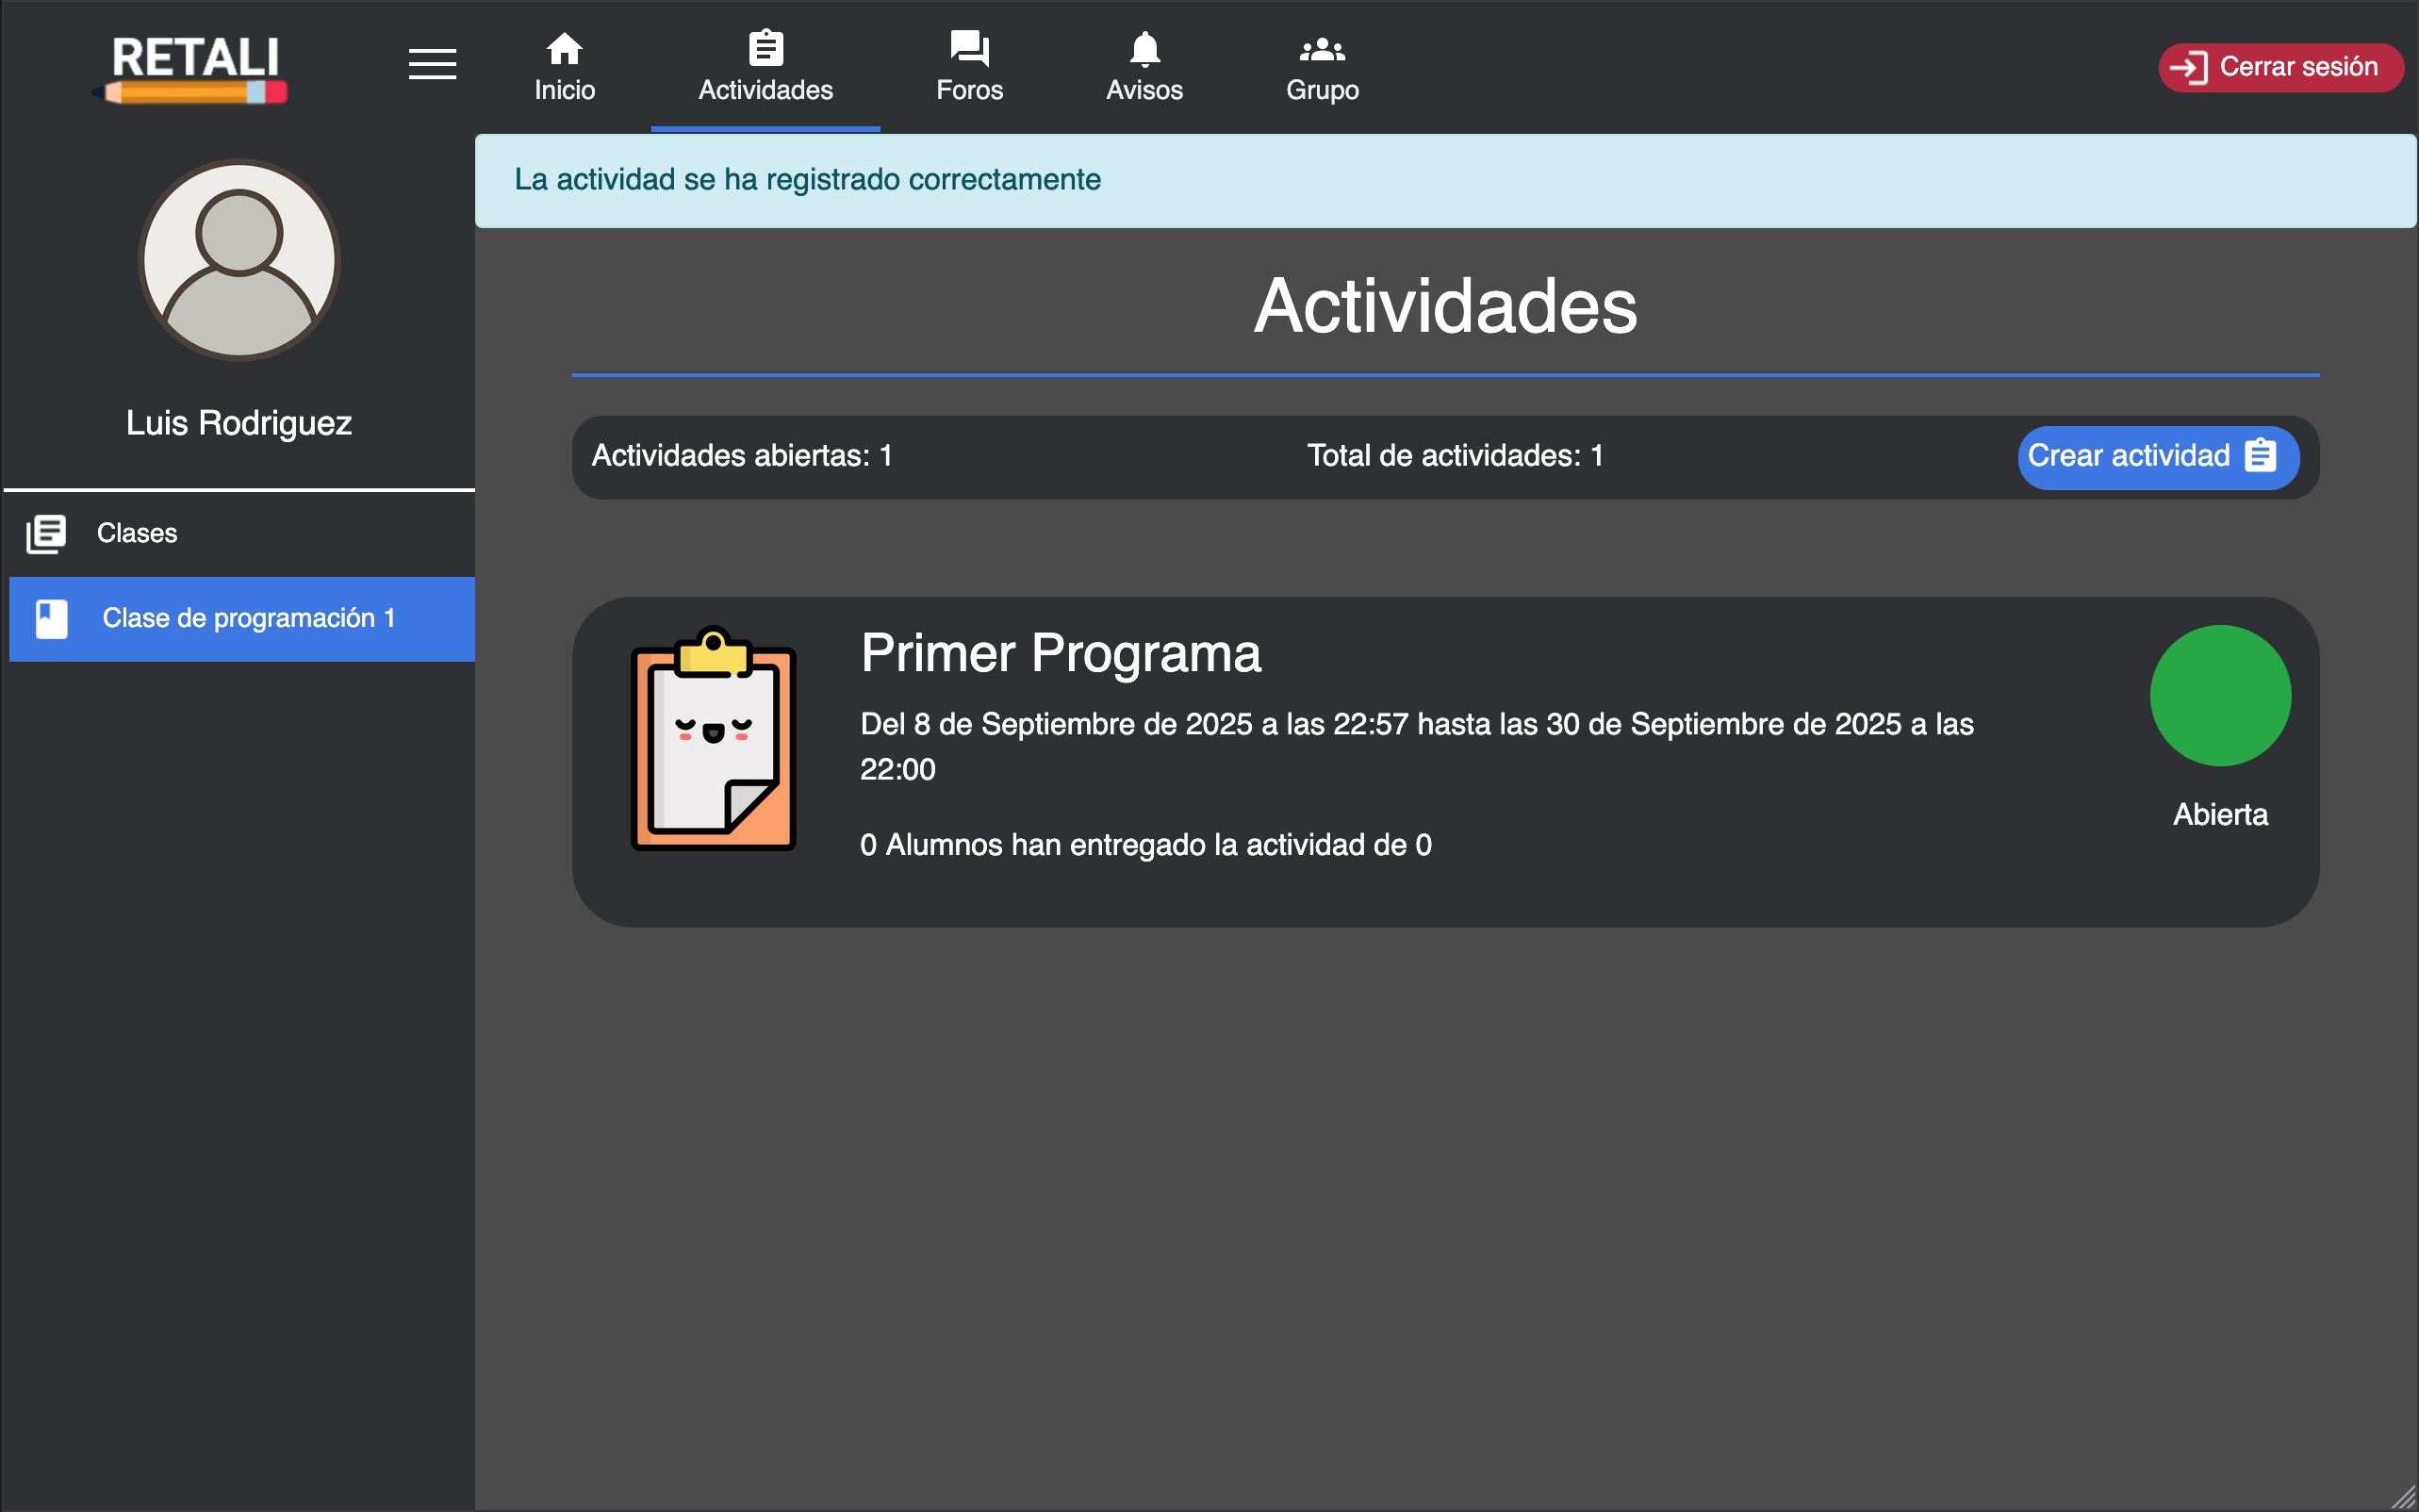 RETALI
Inicio
Actividades
Foros
Avisos
Grupo
Cerrar sesión
La actividad se ha registrado correctamente
Luis Rodriguez
Clases
Clase de programación 1
Actividades
Actividades abiertas: 1
Total de actividades: 1
Crear actividad
Primer Programa
Del 8 de Septiembre de 2025 a las 22:57 hasta las 30 de Septiembre de 2025 a las
22:00
0 Alumnos han entregado la actividad de 0
Abierta